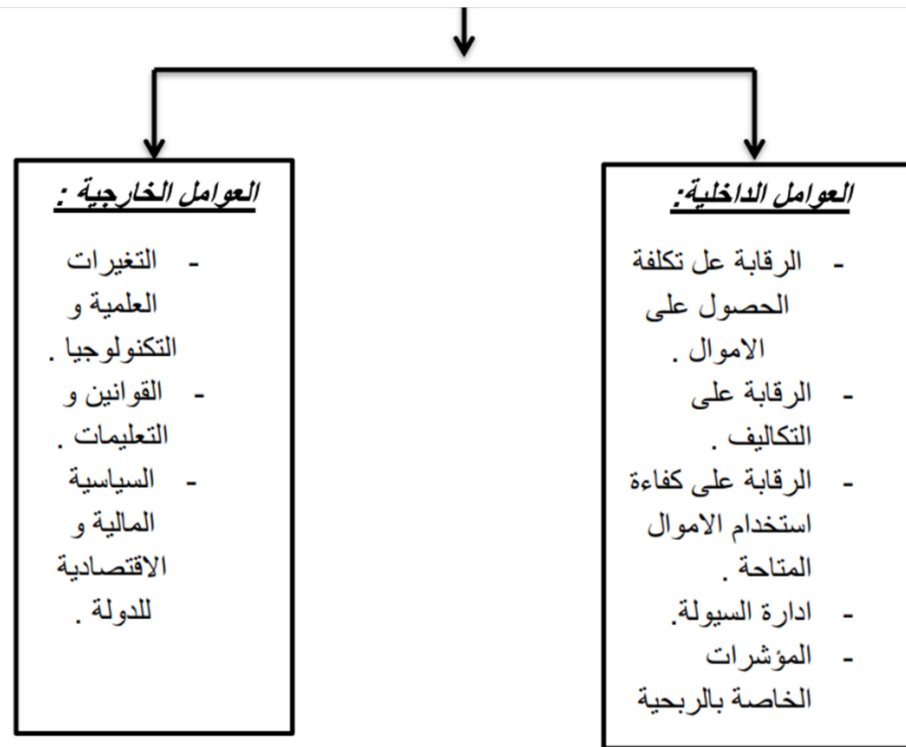 العوامل الداخلية:
- الرقابة عل تكلفة
الحصول على
الاموال .
- الرقابة على
التكاليف .
- الرقابة على كفاءة
استخدام الاموال
المتاحة .
- ادارة السيولة.
- المؤشرات
الخاصة بالربحية
العوامل الخارجية :
- التغيرات
العلمية و
التكنولوجيا .
- القوانين و
التعليمات .
- السياسية
المالية و
الاقتصادية
للدولة .